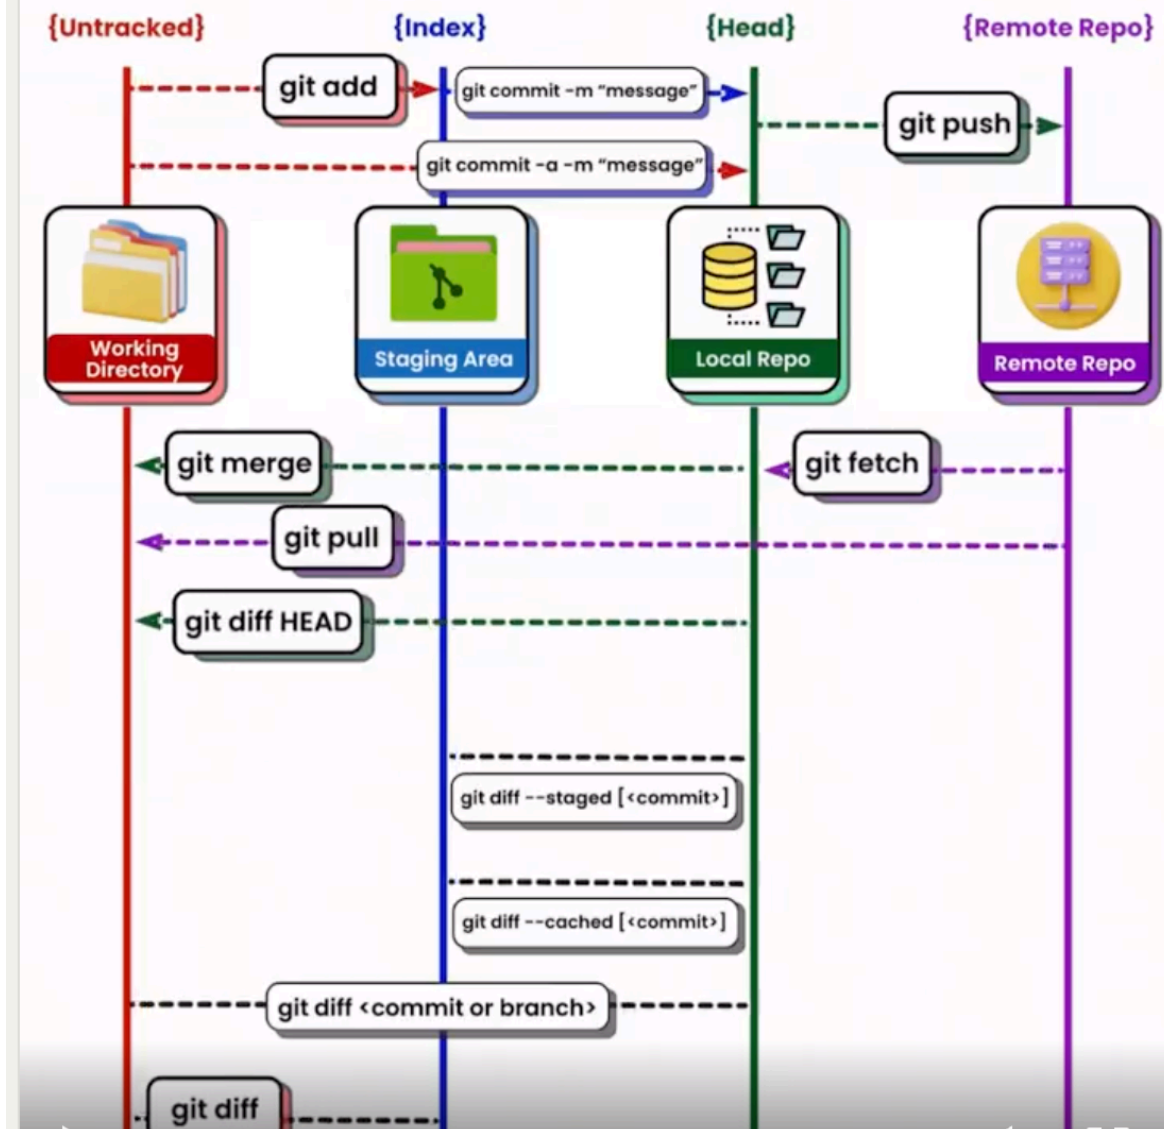 {Untracked}
{Index}
{Head}
{Remote Repo}
git add
git commit -m “message”
git push
git commit -a -m “message”
Working
Directory
Staging Area
Local Repo
Remote Repo
git merge
git fetch
git pull
git diff HEAD
git diff --staged [<commit>]
git diff --cached [<commit>]
git diff <commit or branch>
git diff